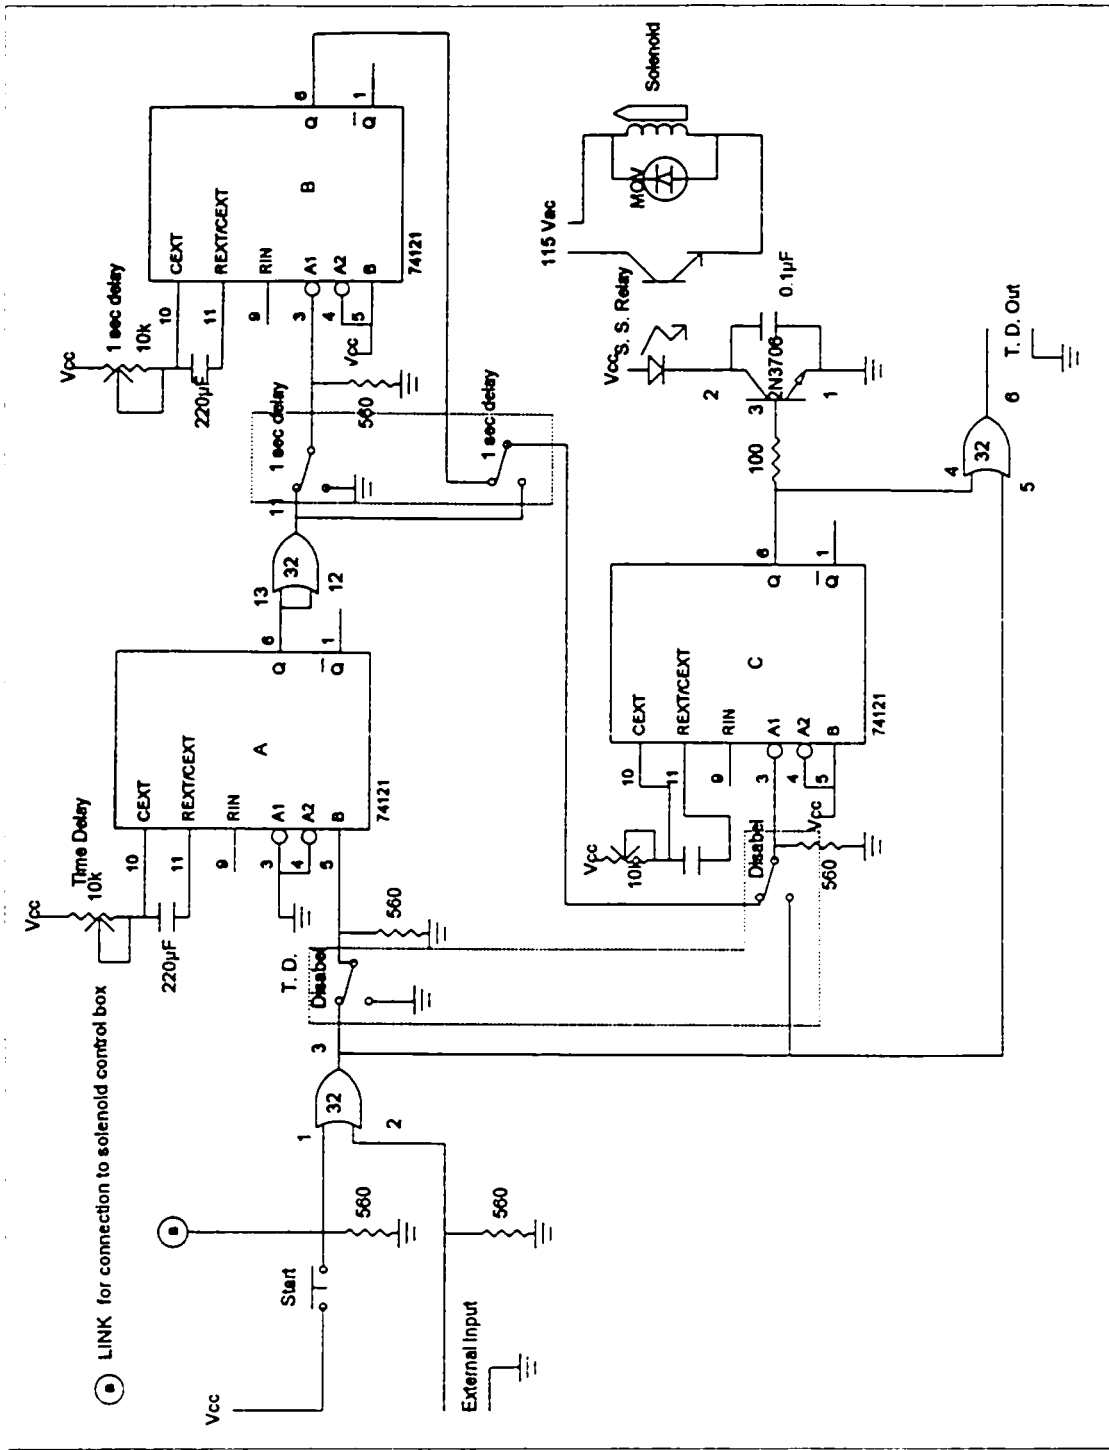 ⓐ LINK for connection to solenoid control box
Vcc
Start
ⓐ
560
External Input
560
1
2
32
3
T. D.
Disabel
560
Vcc
Time Delay
10k
220µF
10
11
9
3
4
5
CEXT
REXT/CEXT
RIN
A1
A2
B
A
74121
Q
Q
6
1
13
12
32
11
1 sec delay
560
1 sec delay
Vcc
1 sec delay
10k
220µF
10
11
9
3
4
5
Vcc
CEXT
REXT/CEXT
RIN
A1
A2
B
B
74121
Q
Q
6
1
Disabel
560
Vcc
10k
Vcc
10
11
9
3
4
5
CEXT
REXT/CEXT
RIN
A1
A2
B
C
74121
Q
Q
6
1
100
Vcc
S. S. Relay
2
3
1
2N3706
0.1µF
115 Vac
MOV
Solenoid
4
5
32
6
T. D. Out